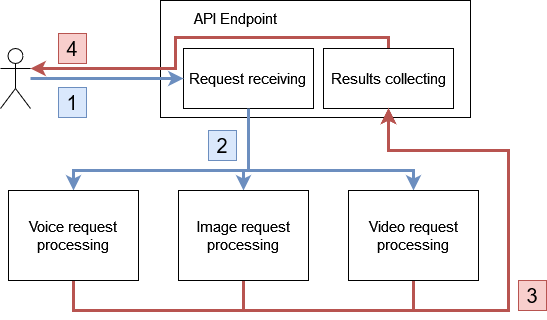 API Endpoint
4
Request receiving
Results collecting
1
2
Voice request
processing
Image request
processing
Video request
processing
3